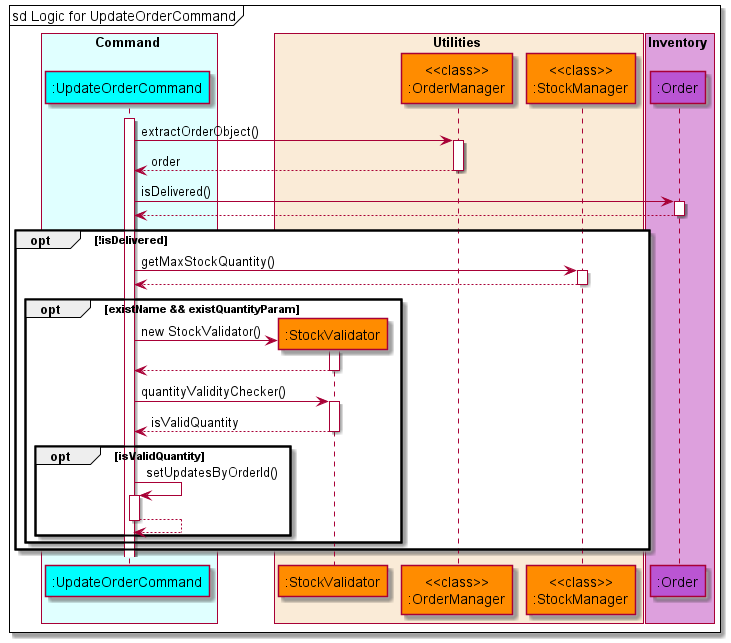 sd Logic for UpdateOrderCommand
Command
Utilities
Inventory
:UpdateOrderCommand
<<class>>
:OrderManager
<<class>>
:StockManager
:Order
extractOrderObject()
order
isDelivered()
opt [!isDelivered]
getMaxStockQuantity()
opt [existName && existQuantityParam]
new StockValidator()
:StockValidator
quantityValidityChecker()
isValidQuantity
opt [isValidQuantity]
setUpdatesByOrderId()
:UpdateOrderCommand
:StockValidator
<<class>>
:OrderManager
<<class>>
:StockManager
:Order